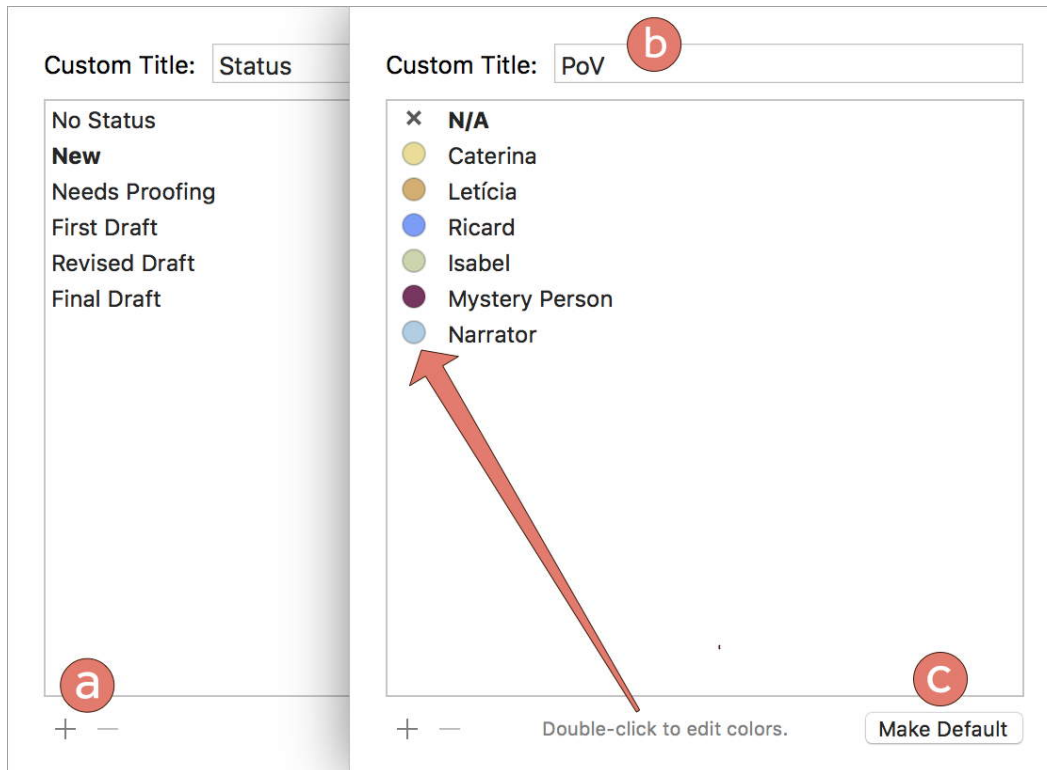 Custom Title: Status
No Status
New
Needs Proofing
First Draft
Revised Draft
Final Draft
a
+ −
b
Custom Title: PoV
× N/A
Caterina
Letícia
Ricard
Isabel
Mystery Person
Narrator
c
+ − Double-click to edit colors. Make Default